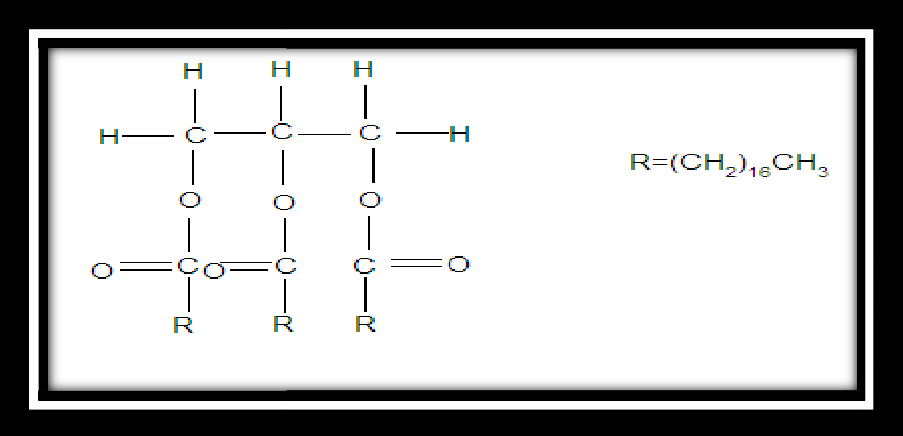 H H H
H C C C H
R=(CH₂)₁₆CH₃
O O O
O C O C C O
R R R